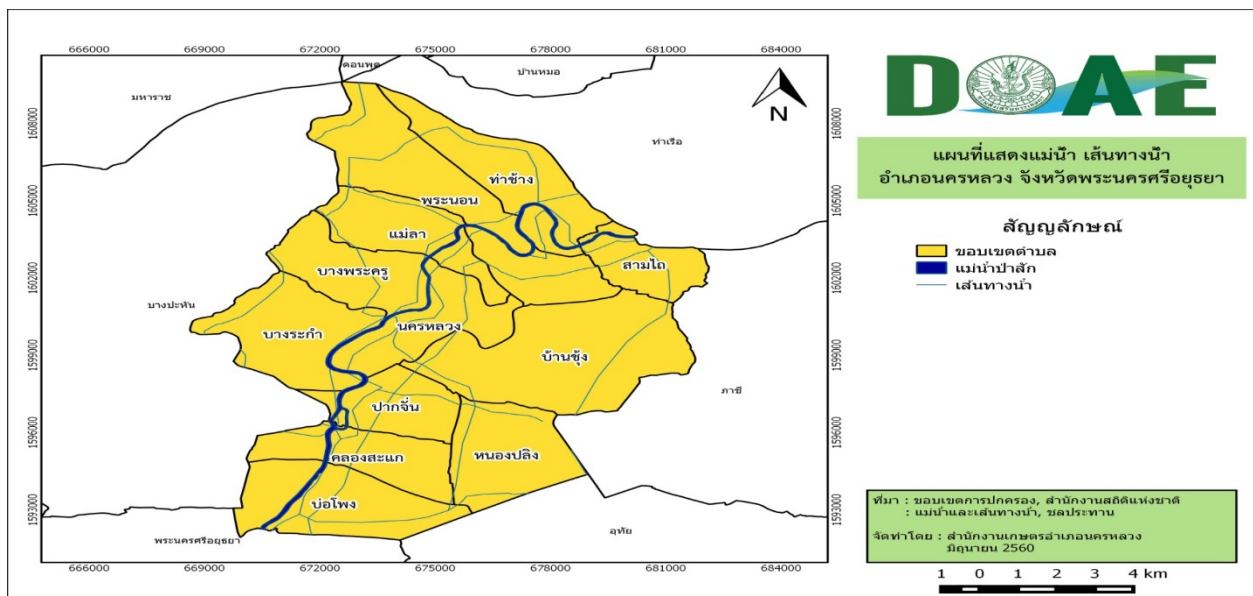 666000 669000 672000 675000 678000 681000 684000
ดอนพุด
บ้านหมอ
มหาราช
ท่าเรือ
N
1608000
1608000
ท่าช้าง
พระนอน
1605000
1605000
แม่ลา
สามไถ
บางพระครู
1602000
1602000
บางปะหัน
บางระกำ
นครหลวง
บ้านชุ้ง
1599000
1599000
ภาชี
ปากจั่น
1596000
1596000
คลองสะแก
หนองปลิง
บ่อโพง
1593000
1593000
อุทัย
พระนครศรีอยุธยา
666000 669000 672000 675000 678000 681000 684000
DOAE
แผนที่แสดงแม่น้ำ เส้นทางน้ำ
อำเภอนครหลวง จังหวัดพระนครศรีอยุธยา
สัญญลักษณ์
ขอบเขตตำบล
แม่น้ำป่าสัก
เส้นทางน้ำ
ที่มา : ขอบเขตการปกครอง, สำนักงานสถิติแห่งชาติ
: แม่น้ำและเส้นทางน้ำ, ชลประทาน
จัดทำโดย : สำนักงานเกษตรอำเภอนครหลวง
มิถุนายน 2560
1 0 1 2 3 4 km